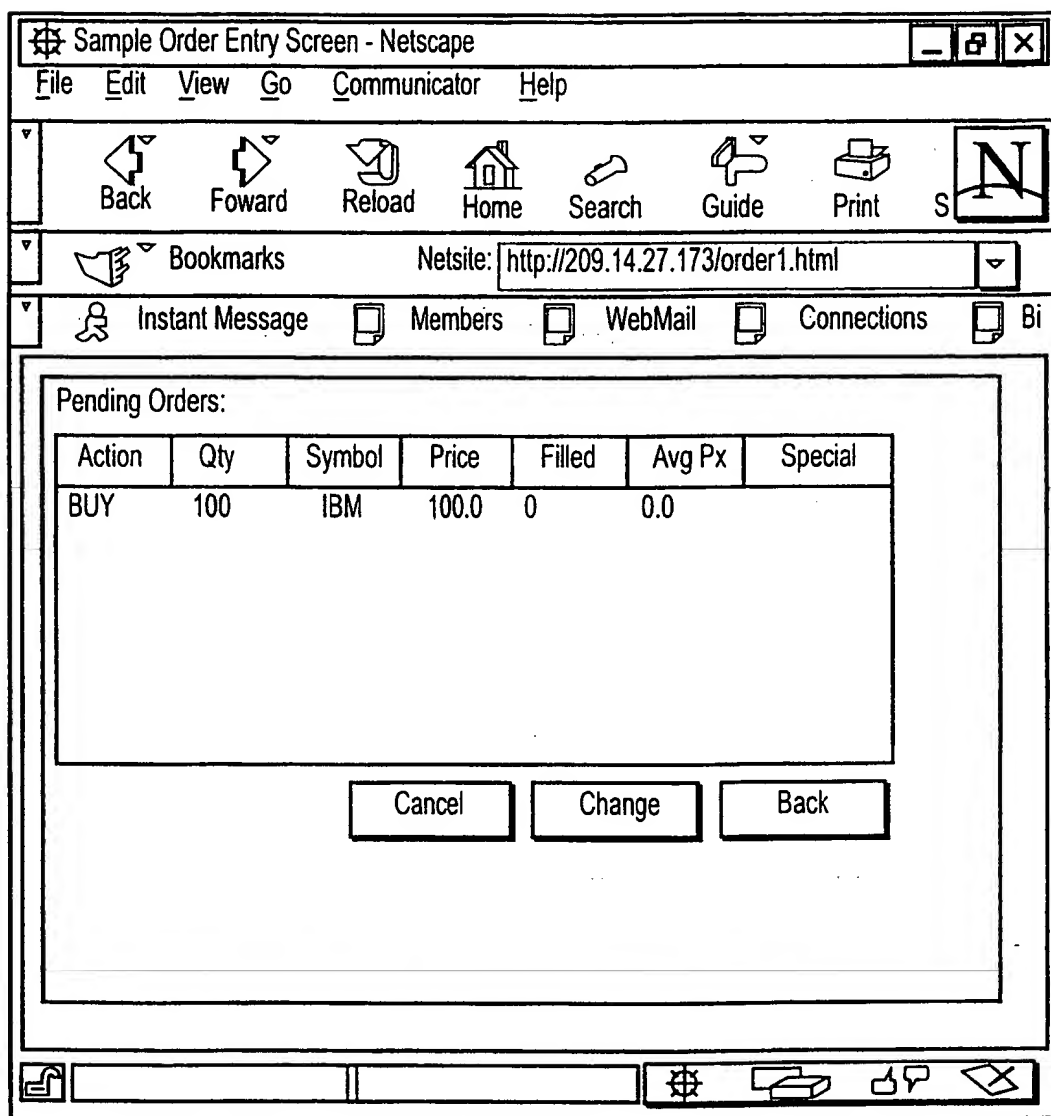 Sample Order Entry Screen - Netscape
File Edit View Go Communicator Help
Back Foward Reload Home Search Guide Print S N
Bookmarks Netsite: http://209.14.27.173/order1.html
Instant Message Members WebMail Connections Bi
Pending Orders:
Action Qty Symbol Price Filled Avg Px Special
BUY 100 IBM 100.0 0 0.0
Cancel Change Back